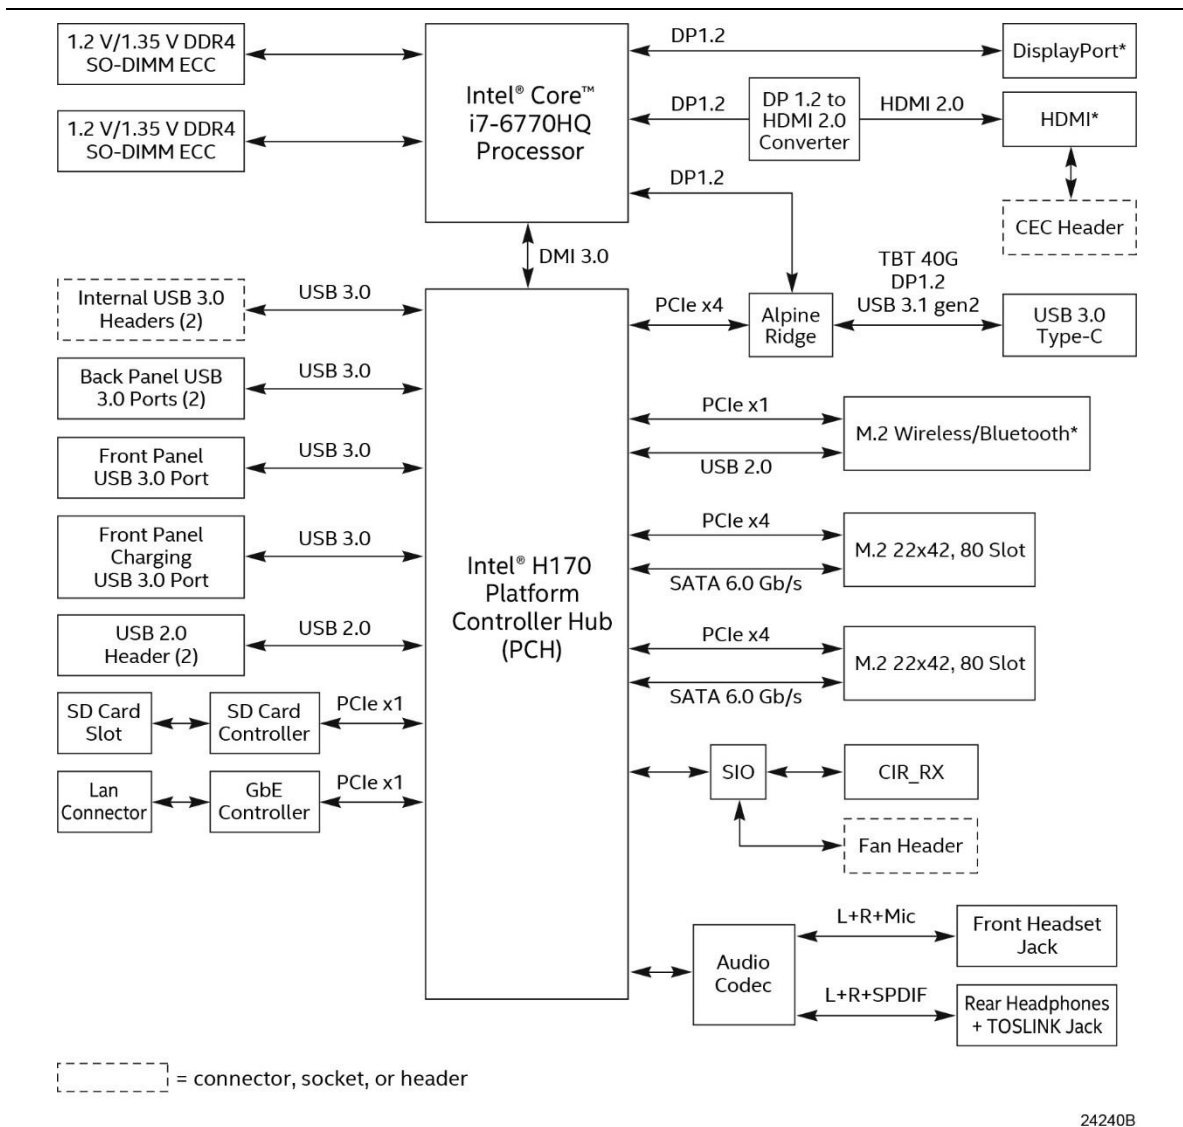 1.2 V/1.35 V DDR4
SO-DIMM ECC
1.2 V/1.35 V DDR4
SO-DIMM ECC
Intel® Core™
i7-6770HQ
Processor
DP1.2
DisplayPort*
DP1.2
DP 1.2 to
HDMI 2.0
Converter
HDMI 2.0
HDMI*
DP1.2
CEC Header
DMI 3.0
TBT 40G
DP1.2
USB 3.1 gen2
PCIe x4
Alpine
Ridge
USB 3.0
Type-C
Internal USB 3.0
Headers (2)
USB 3.0
Back Panel USB
3.0 Ports (2)
USB 3.0
Front Panel
USB 3.0 Port
USB 3.0
Front Panel
Charging
USB 3.0 Port
USB 3.0
USB 2.0
Header (2)
USB 2.0
SD Card
Slot
SD Card
Controller
PCIe x1
Lan
Connector
GbE
Controller
PCIe x1
Intel® H170
Platform
Controller Hub
(PCH)
PCIe x1
USB 2.0
M.2 Wireless/Bluetooth*
PCIe x4
SATA 6.0 Gb/s
M.2 22x42, 80 Slot
PCIe x4
SATA 6.0 Gb/s
M.2 22x42, 80 Slot
SIO
CIR_RX
Fan Header
Audio
Codec
L+R+Mic
Front Headset
Jack
L+R+SPDIF
Rear Headphones
+ TOSLINK Jack
= connector, socket, or header
24240B